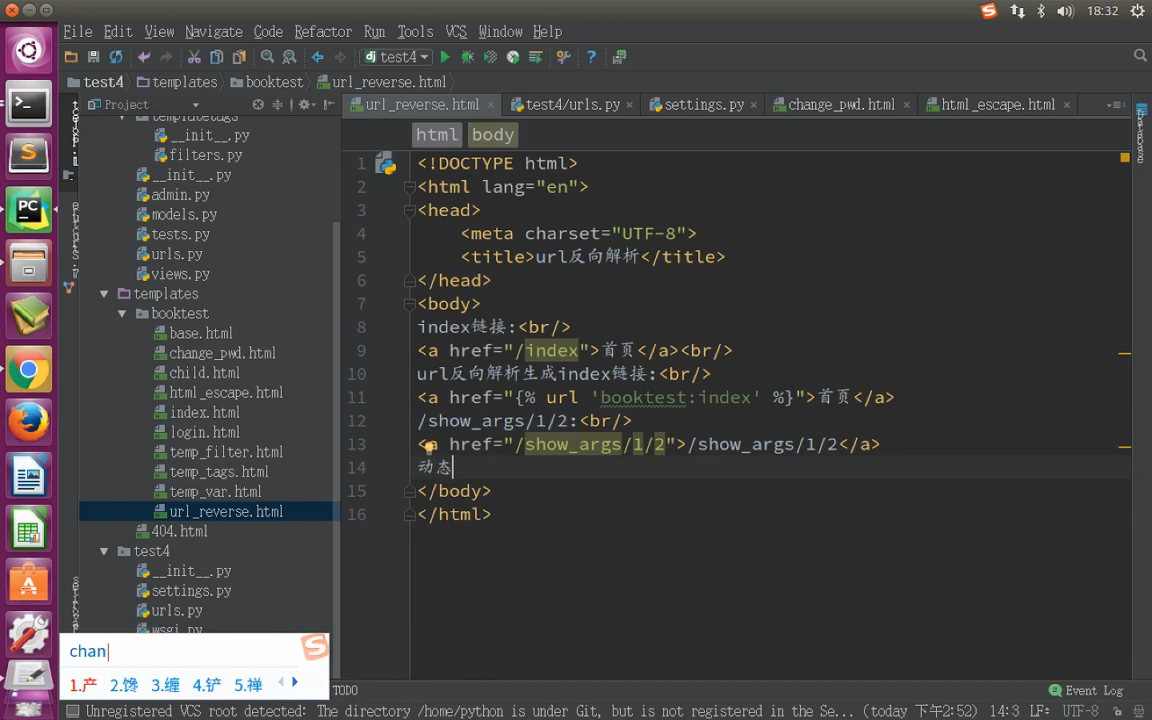 18:32
File Edit View Navigate Code Refactor Run Tools VCS Window Help
test4
test4 templates booktest url_reverse.html
Project
url_reverse.html test4/urls.py settings.py change_pwd.html html_escape.html
html body
templatetags
__init__.py
filters.py
__init__.py
admin.py
models.py
tests.py
urls.py
views.py
templates
booktest
base.html
change_pwd.html
child.html
html_escape.html
index.html
login.html
temp_filter.html
temp_tags.html
temp_var.html
url_reverse.html
404.html
test4
__init__.py
settings.py
urls.py
wsgi.py
1 <!DOCTYPE html>
2 <html lang="en">
3 <head>
4 <meta charset="UTF-8">
5 <title>url反向解析</title>
6 </head>
7 <body>
8 index链接:<br/>
9 <a href="/index">首页</a><br/>
10 url反向解析生成index链接:<br/>
11 <a href="{% url 'booktest:index' %}">首页</a>
12 /show_args/1/2:<br/>
13 <a href="/show_args/1/2">/show_args/1/2</a>
14 动态
15 </body>
16 </html>
chan
1.产 2.馋 3.缠 4.铲 5.禅
TODO
Event Log
Unregistered VCS root detected: The directory /home/python is under Git, but is not registered in the Se... (today 下午2:52) 14:3 LF÷ UTF-8